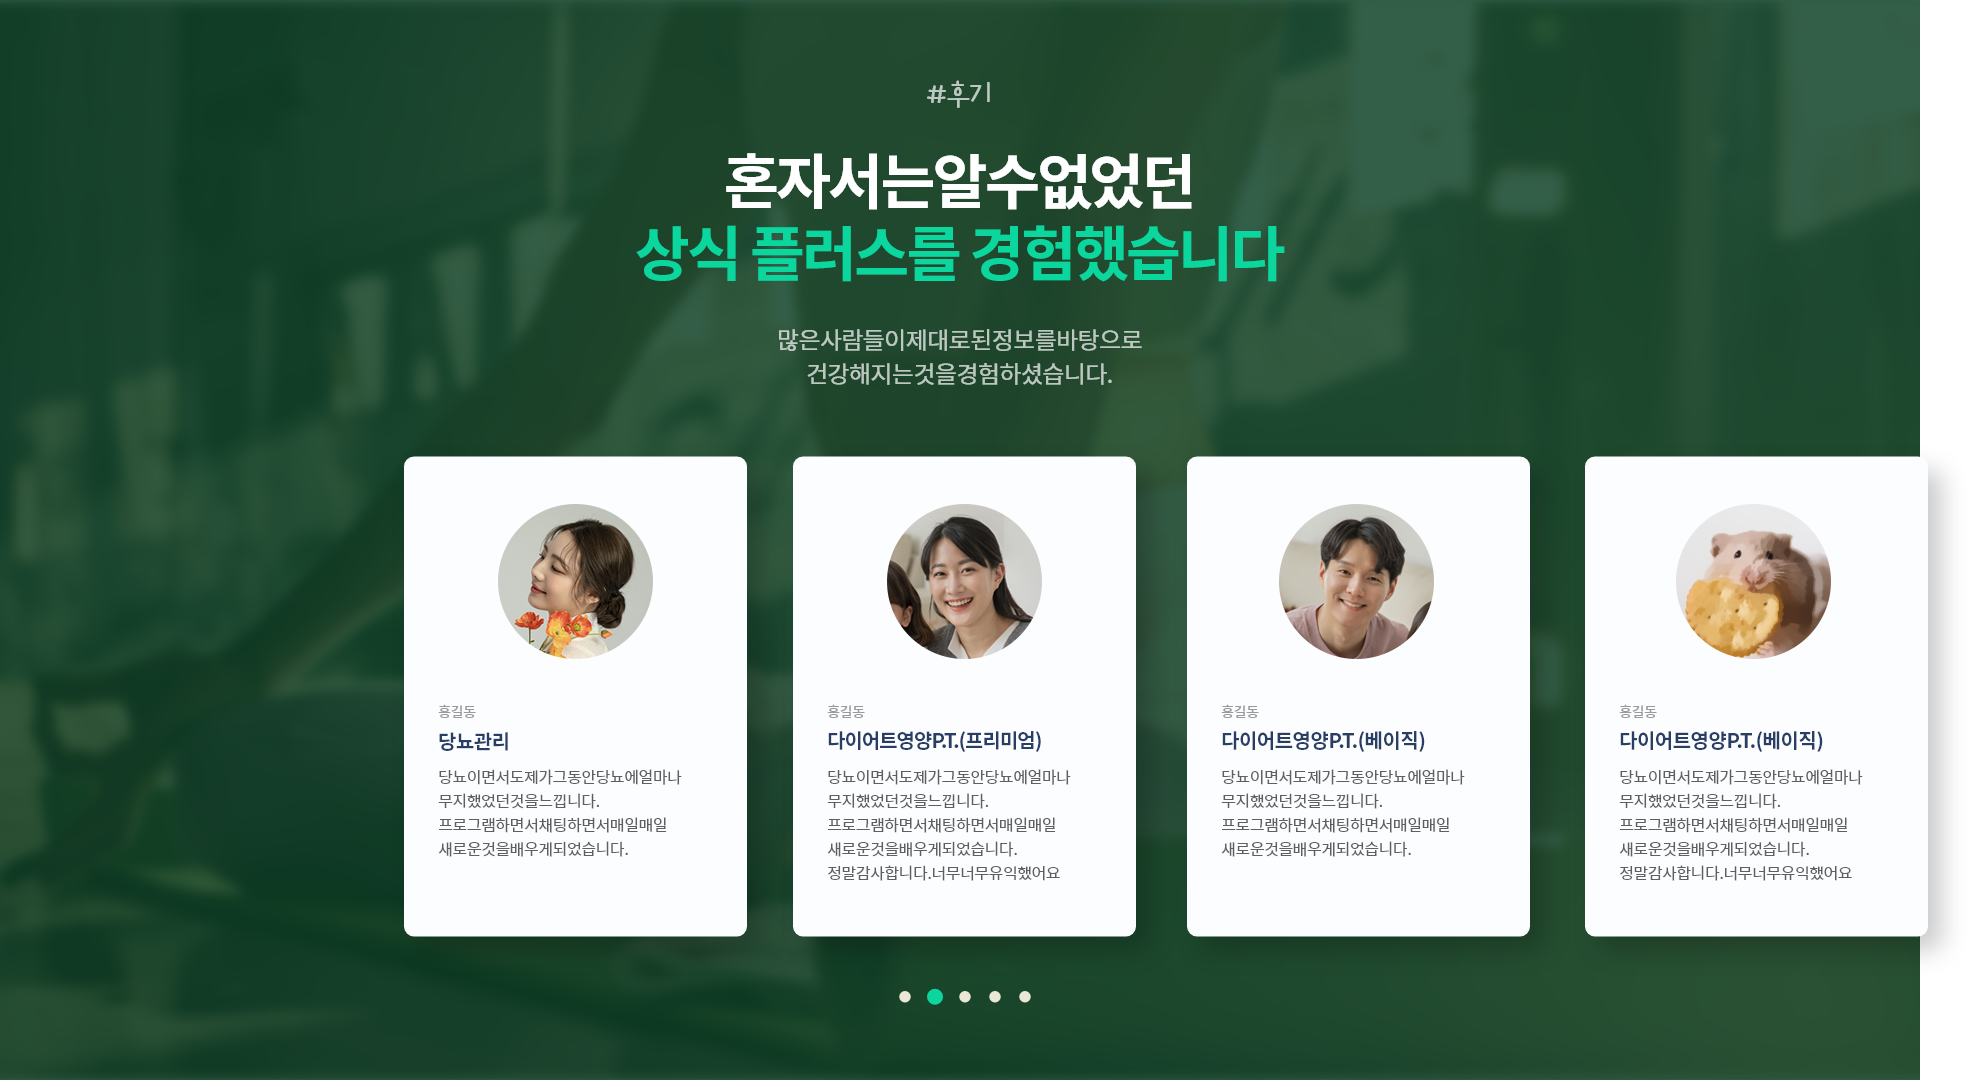 #후기
혼자서는알수없었던
상식 플러스를 경험했습니다
많은사람들이제대로된정보를바탕으로
건강해지는것을경험하셨습니다.
홍길동
당뇨관리
당뇨이면서도제가그동안당뇨에얼마나
무지했었던것을느낍니다.
프로그램하면서채팅하면서매일매일
새로운것을배우게되었습니다.
홍길동
다이어트영양P.T.(프리미엄)
당뇨이면서도제가그동안당뇨에얼마나
무지했었던것을느낍니다.
프로그램하면서채팅하면서매일매일
새로운것을배우게되었습니다.
정말감사합니다.너무너무유익했어요
홍길동
다이어트영양P.T.(베이직)
당뇨이면서도제가그동안당뇨에얼마나
무지했었던것을느낍니다.
프로그램하면서채팅하면서매일매일
새로운것을배우게되었습니다.
홍길동
다이어트영양P.T.(베이직)
당뇨이면서도제가그동안당뇨에얼마나
무지했었던것을느낍니다.
프로그램하면서채팅하면서매일매일
새로운것을배우게되었습니다.
정말감사합니다.너무너무유익했어요